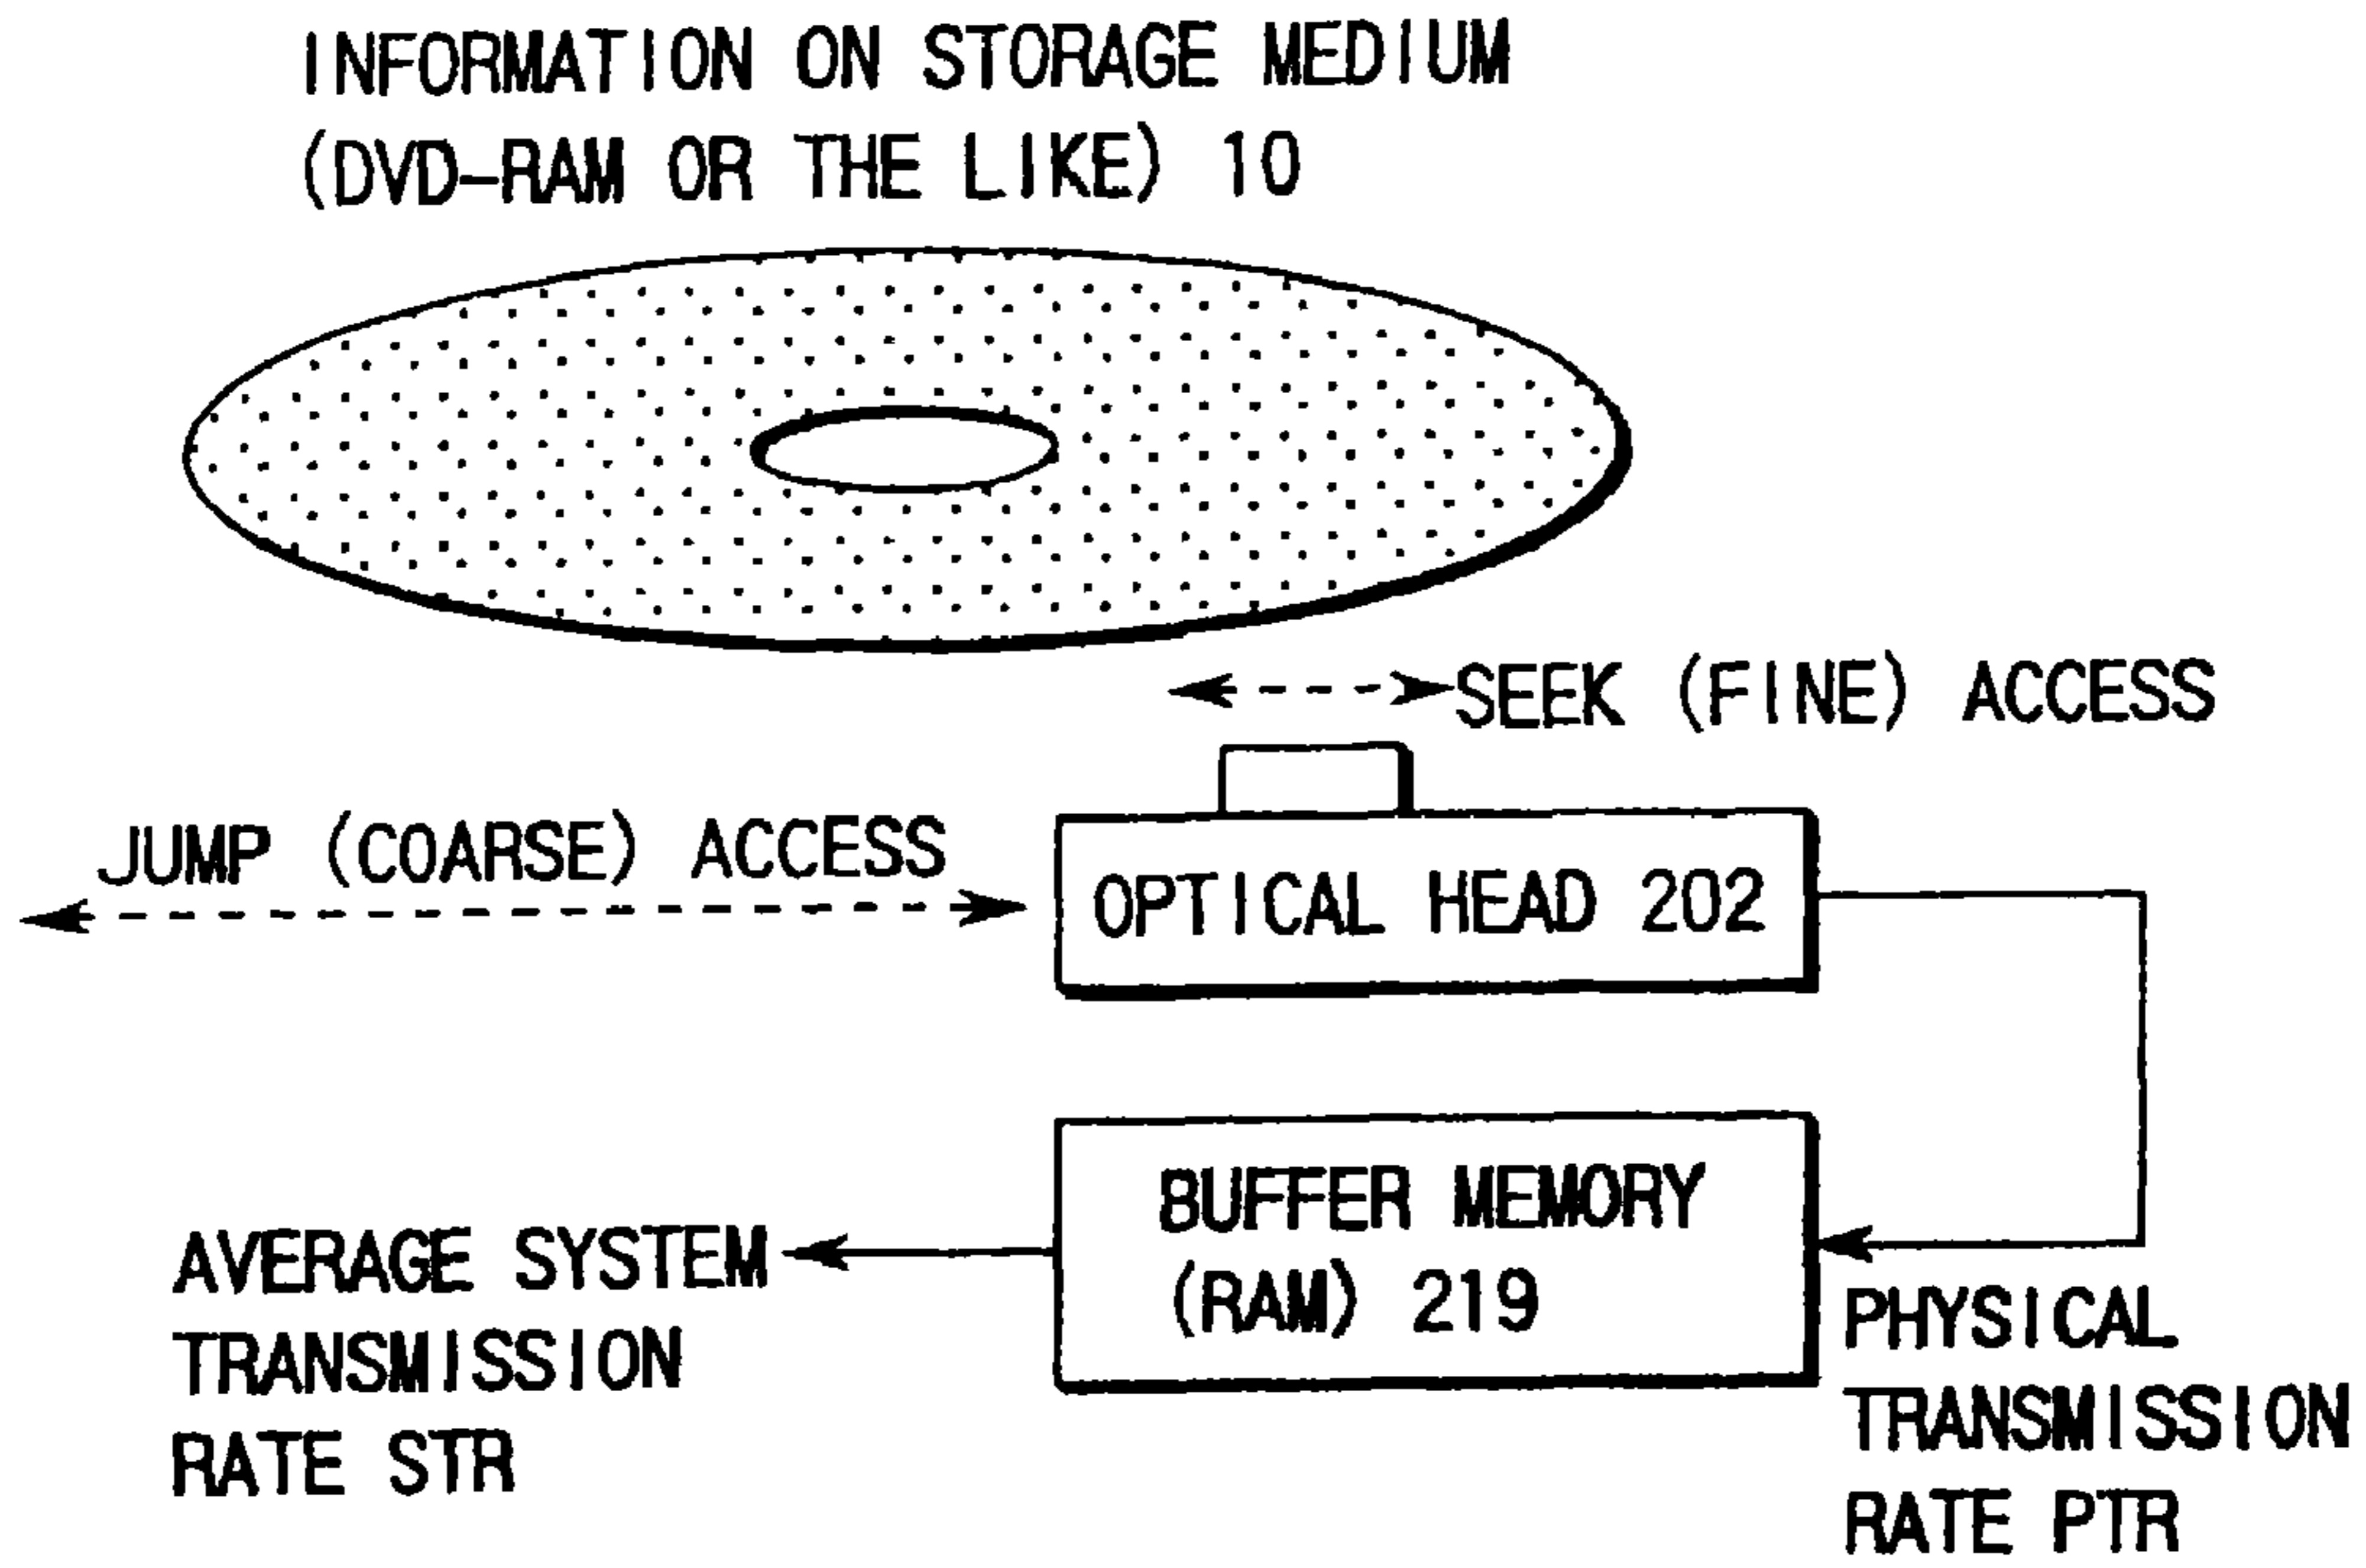 INFORMATION ON STORAGE MEDIUM
(DVD-RAM OR THE LIKE) 10
SEEK (FINE) ACCESS
JUMP (COARSE) ACCESS
OPTICAL HEAD 202
BUFFER MEMORY
(RAM) 219
AVERAGE SYSTEM
TRANSMISSION
RATE STR
PHYSICAL
TRANSMISSION
RATE PTR